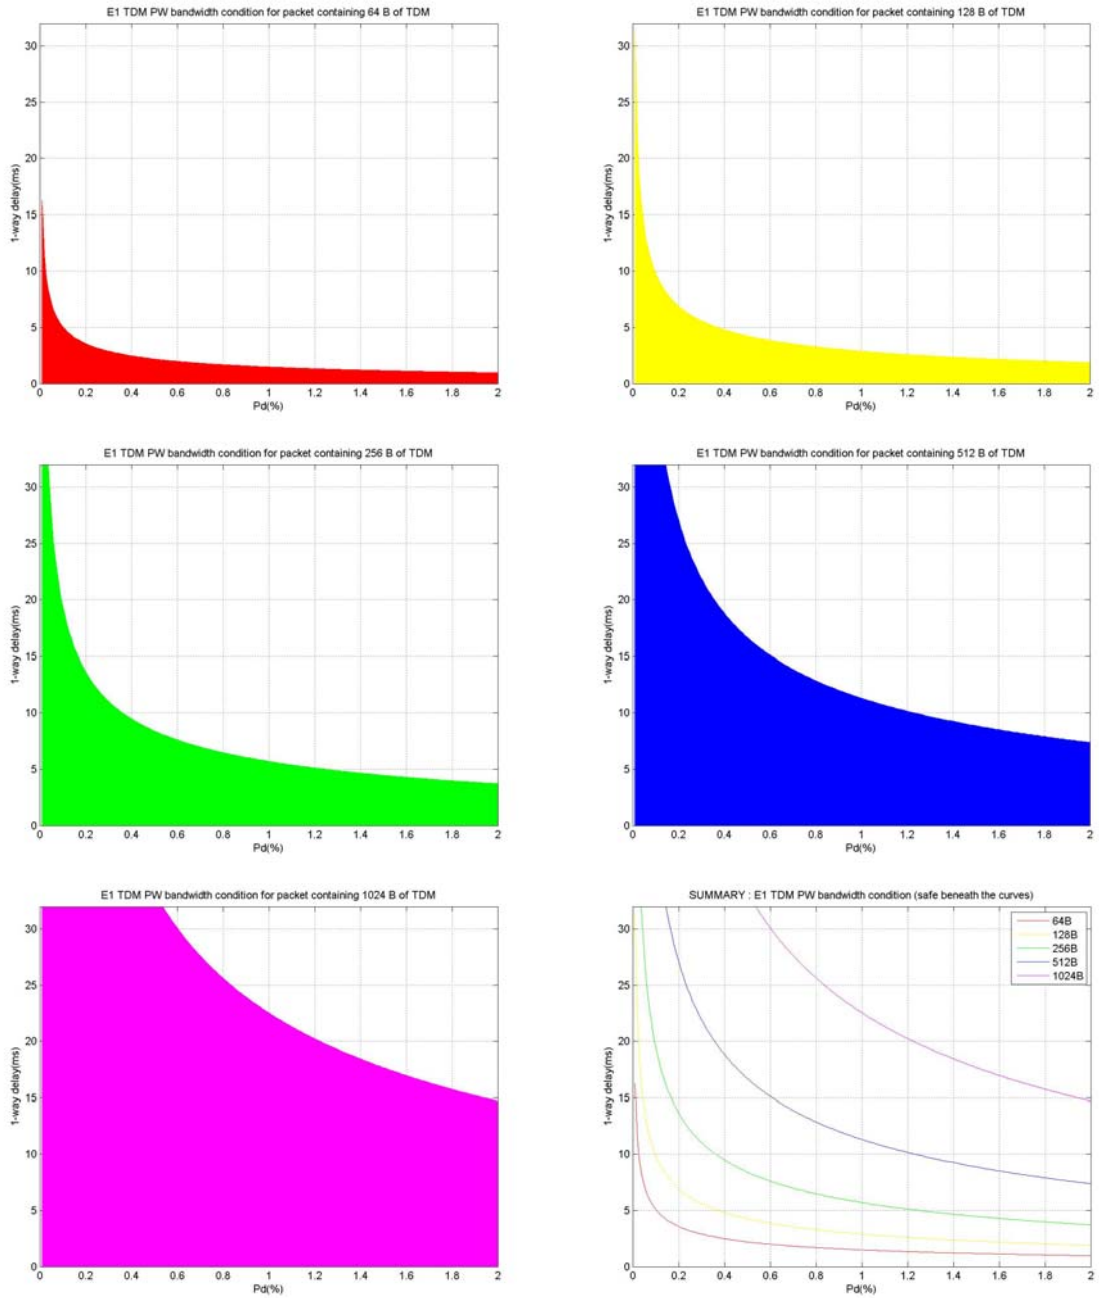 E1 TDM PW bandwidth condition for packet containing 64 B of TDM
30
25
20
15
10
5
0
1-way delay(ms)
0 0.2 0.4 0.6 0.8 1 1.2 1.4 1.6 1.8 2
Pd(%)
E1 TDM PW bandwidth condition for packet containing 128 B of TDM
30
25
20
15
10
5
0
1-way delay(ms)
0 0.2 0.4 0.6 0.8 1 1.2 1.4 1.6 1.8 2
Pd(%)
E1 TDM PW bandwidth condition for packet containing 256 B of TDM
30
25
20
15
10
5
0
1-way delay(ms)
0 0.2 0.4 0.6 0.8 1 1.2 1.4 1.6 1.8 2
Pd(%)
E1 TDM PW bandwidth condition for packet containing 512 B of TDM
30
25
20
15
10
5
0
1-way delay(ms)
0 0.2 0.4 0.6 0.8 1 1.2 1.4 1.6 1.8 2
Pd(%)
E1 TDM PW bandwidth condition for packet containing 1024 B of TDM
30
25
20
15
10
5
0
1-way delay(ms)
0 0.2 0.4 0.6 0.8 1 1.2 1.4 1.6 1.8 2
Pd(%)
SUMMARY : E1 TDM PW bandwidth condition (safe beneath the curves)
64B
128B
256B
512B
1024B
30
25
20
15
10
5
0
1-way delay(ms)
0 0.2 0.4 0.6 0.8 1 1.2 1.4 1.6 1.8 2
Pd(%)